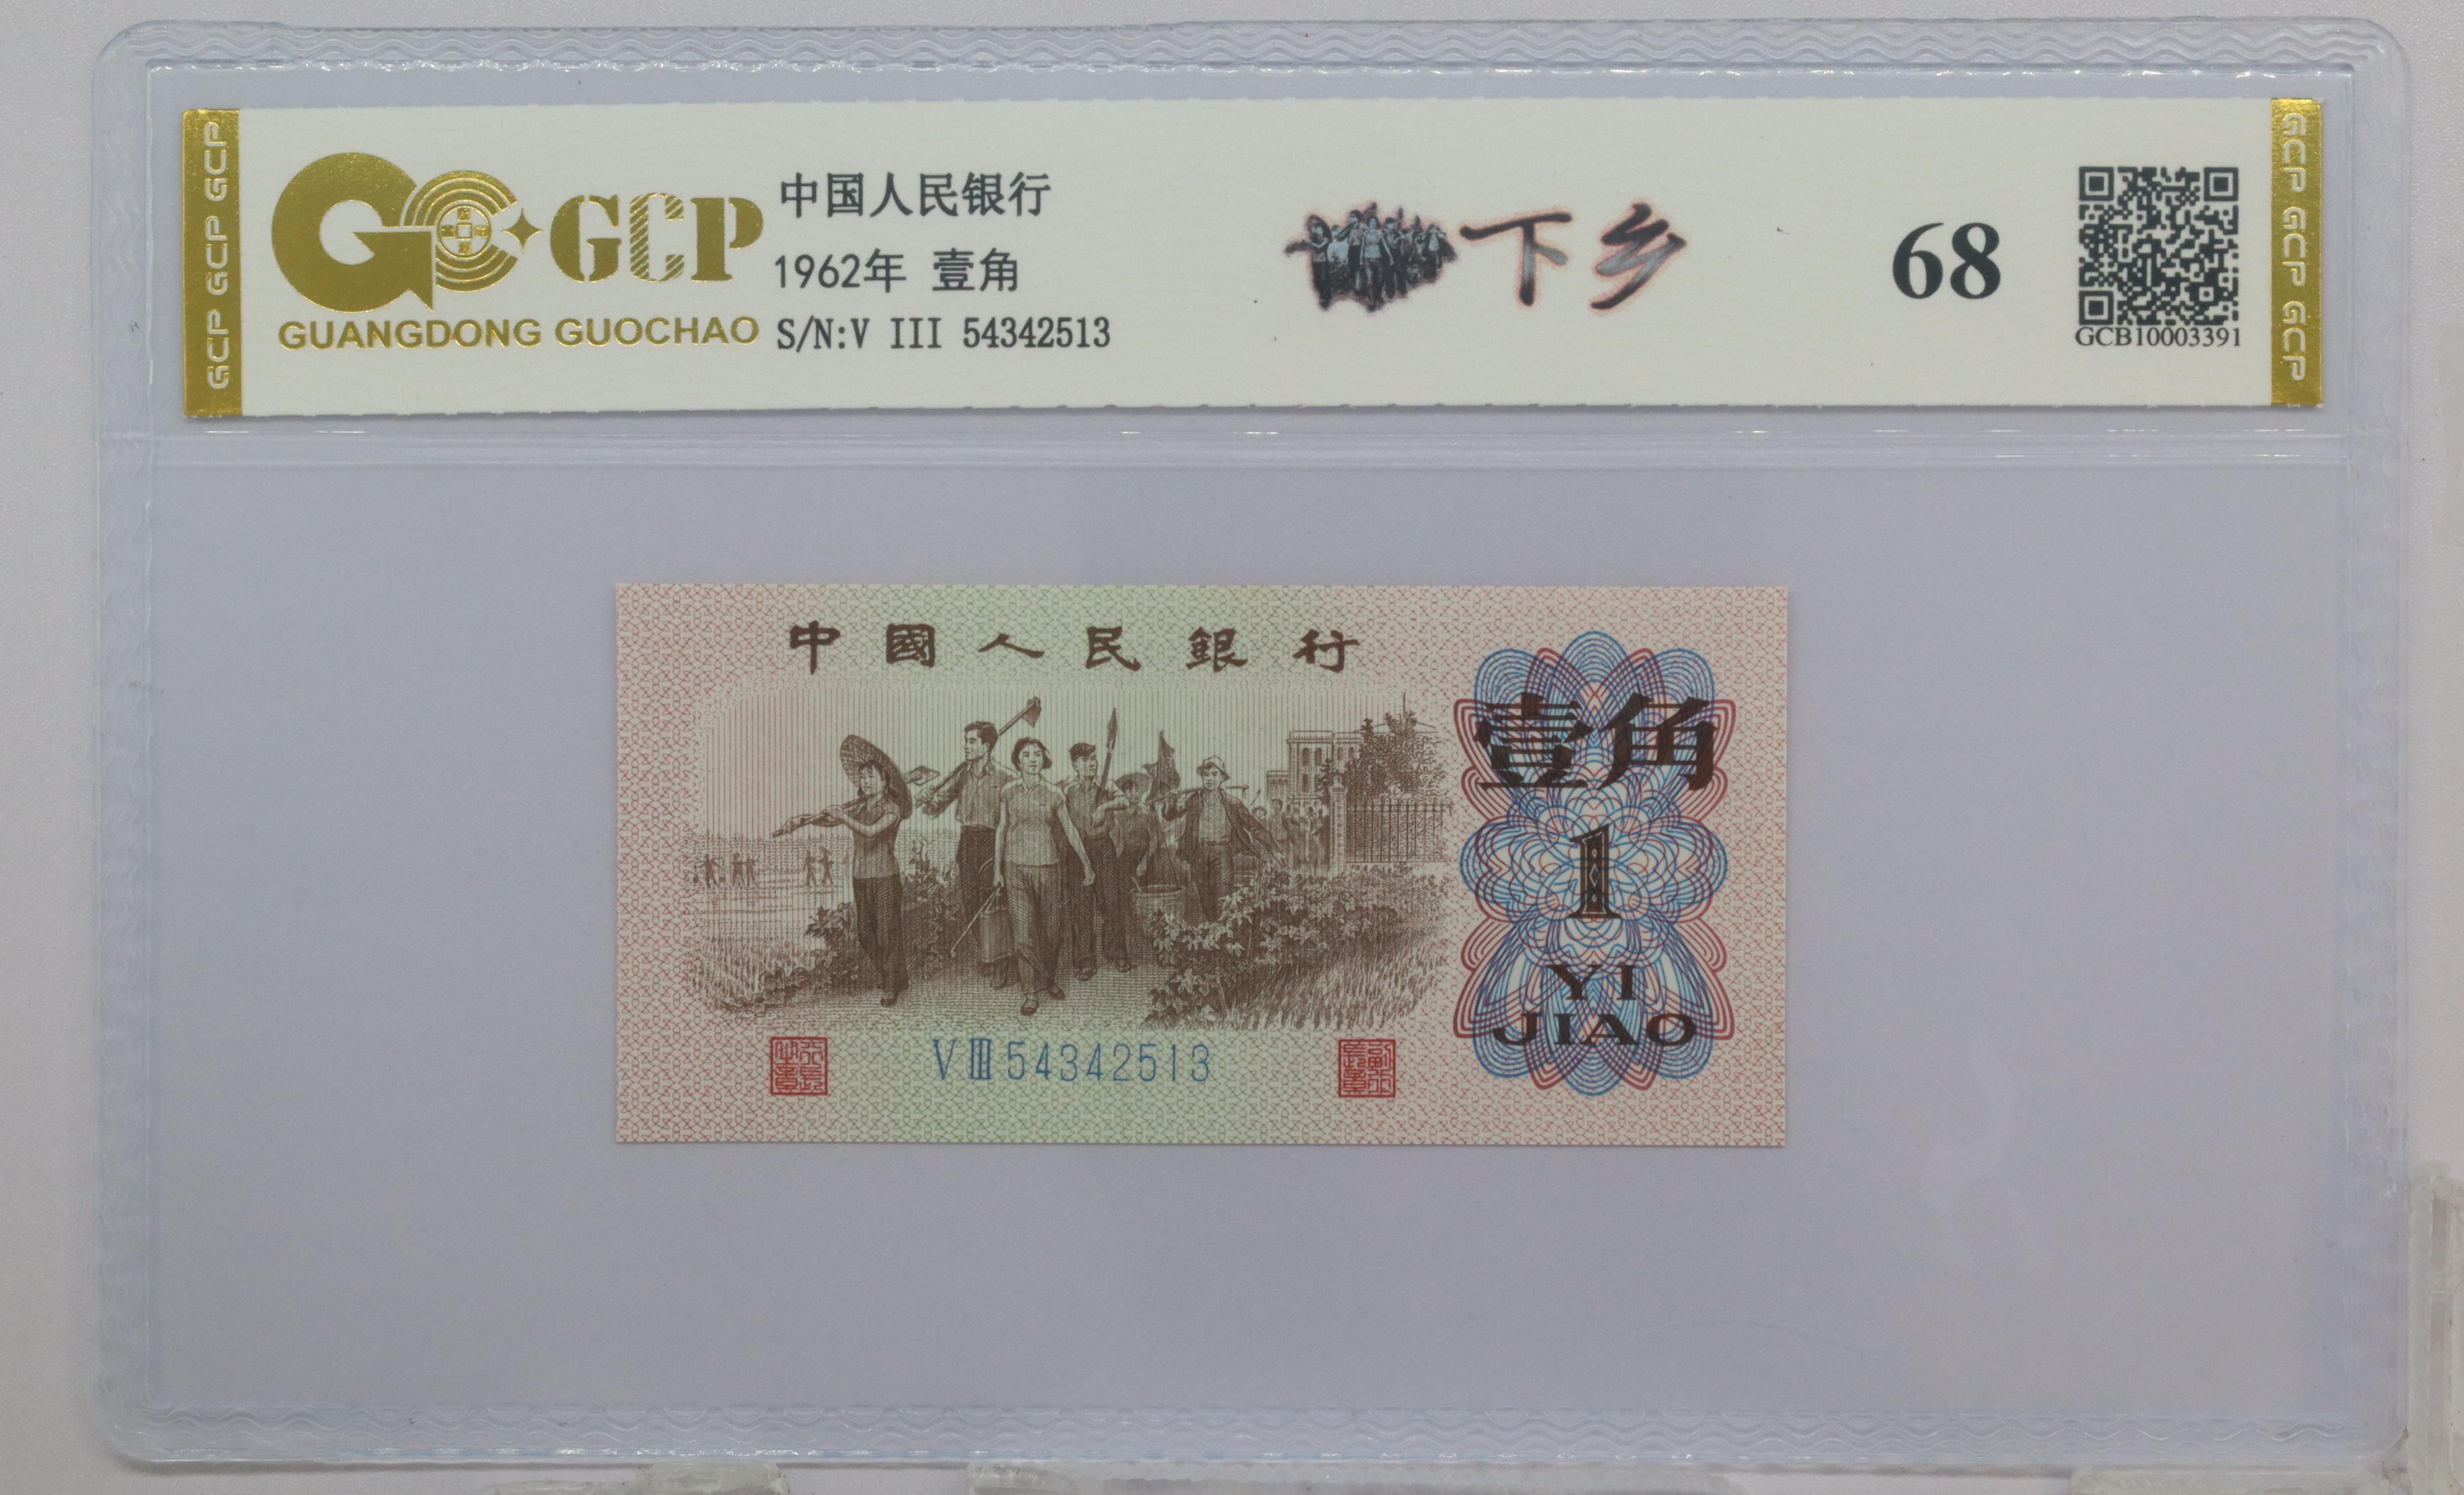 GCP GCP GCP
GCP
GUANGDONG GUOCHAO
中国人民银行
1962年 壹角
S/N:V III 54342513
下乡
68
GCB10003391
GCP GCP GCP
中國人民銀行
壹角
1
YI
JIAO
V III 54342513